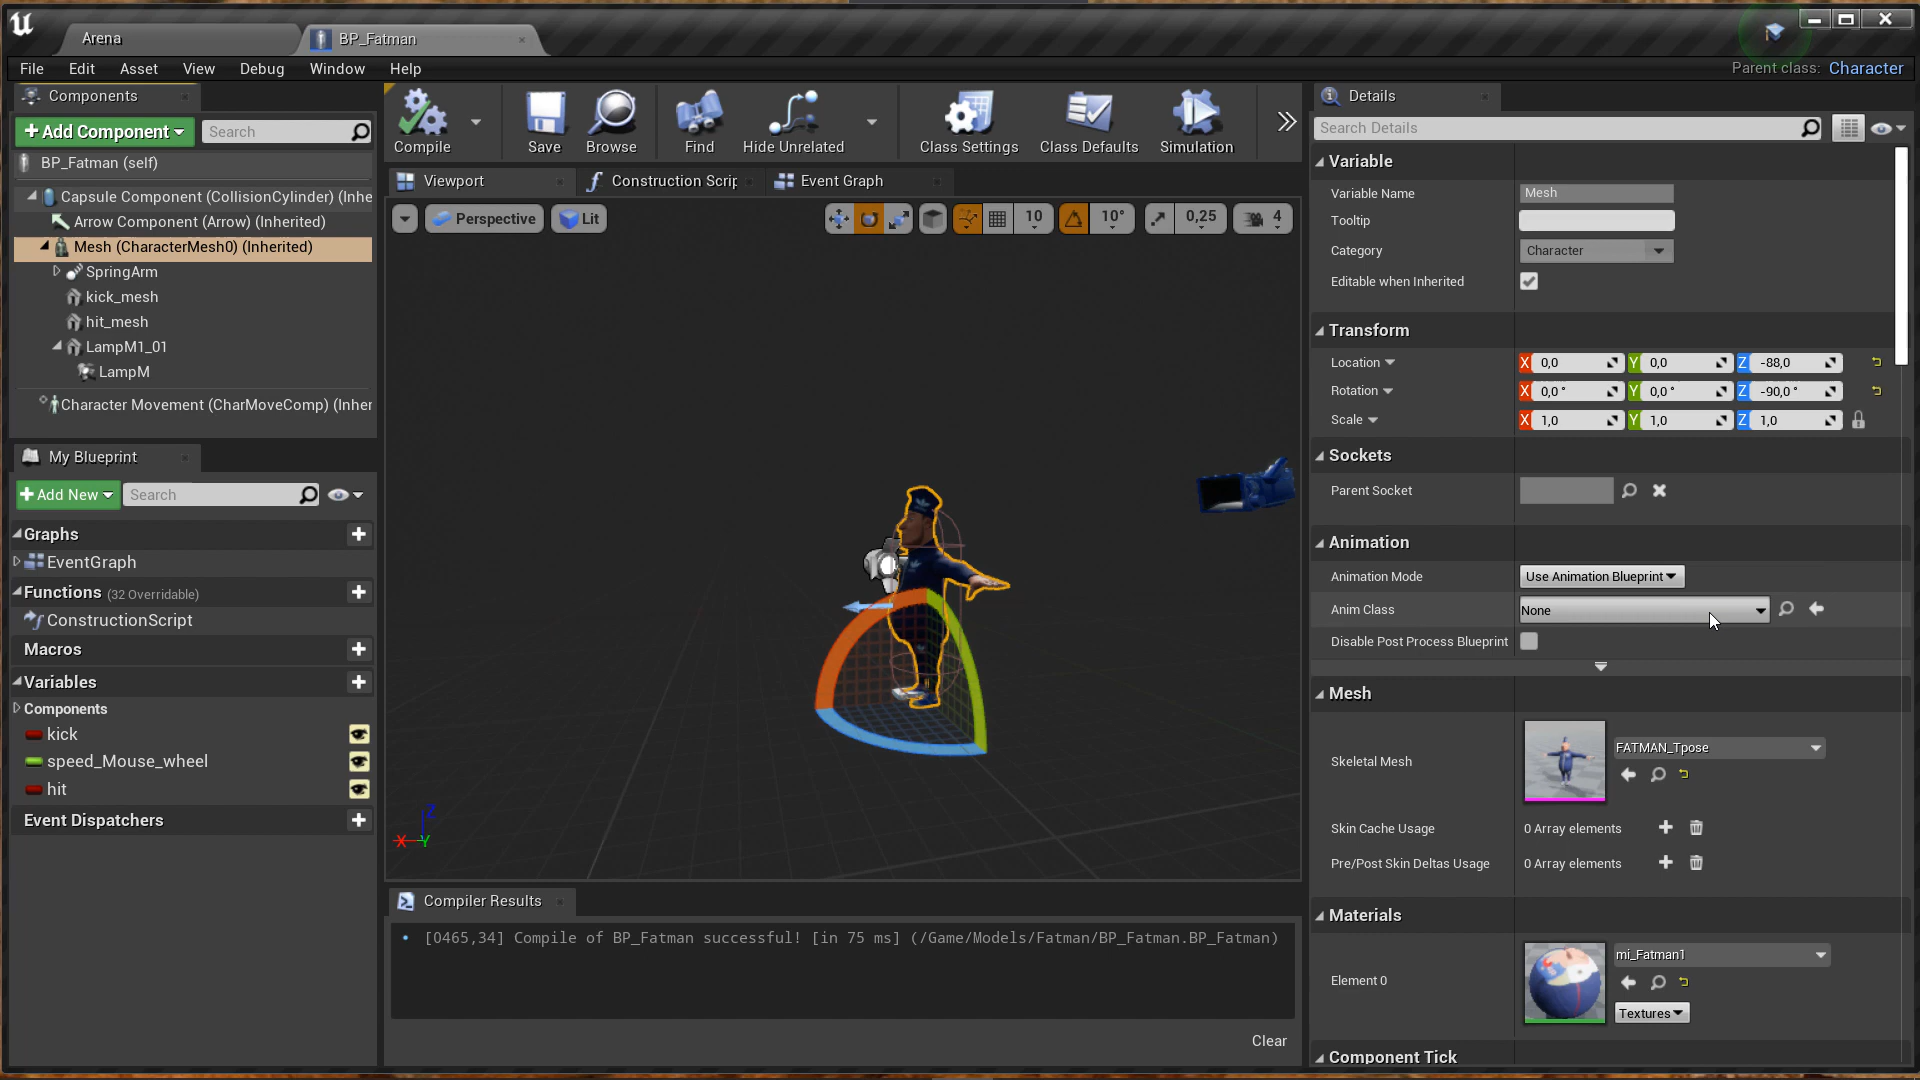 Arena
BP_Fatman
File Edit Asset View Debug Window Help
Parent class: Character
Components
+ Add Component
Search
BP_Fatman (self)
Capsule Component (CollisionCylinder) (Inhe
Arrow Component (Arrow) (Inherited)
Mesh (CharacterMesh0) (Inherited)
SpringArm
kick_mesh
hit_mesh
LampM1_01
LampM
Character Movement (CharMoveComp) (Inher
My Blueprint
+ Add New
Search
Graphs
EventGraph
Functions (32 Overridable)
ConstructionScript
Macros
Variables
Components
kick
speed_Mouse_wheel
hit
Event Dispatchers
Compile
Save
Browse
Find
Hide Unrelated
Class Settings
Class Defaults
Simulation
Viewport
Construction Scrip
Event Graph
Perspective
Lit
10
10°
0,25
4
Z
X
Y
Compiler Results
[0465,34] Compile of BP_Fatman successful! [in 75 ms] (/Game/Models/Fatman/BP_Fatman.BP_Fatman)
Clear
Details
Search Details
Variable
Variable Name Mesh
Tooltip
Category Character
Editable when Inherited
Transform
Location X 0,0 Y 0,0 Z -88,0
Rotation X 0,0 ° Y 0,0 ° Z -90,0 °
Scale X 1,0 Y 1,0 Z 1,0
Sockets
Parent Socket
Animation
Animation Mode Use Animation Blueprint
Anim Class None
Disable Post Process Blueprint
Mesh
Skeletal Mesh FATMAN_Tpose
Skin Cache Usage 0 Array elements
Pre/Post Skin Deltas Usage 0 Array elements
Materials
Element 0 mi_Fatman1
Textures
Component Tick